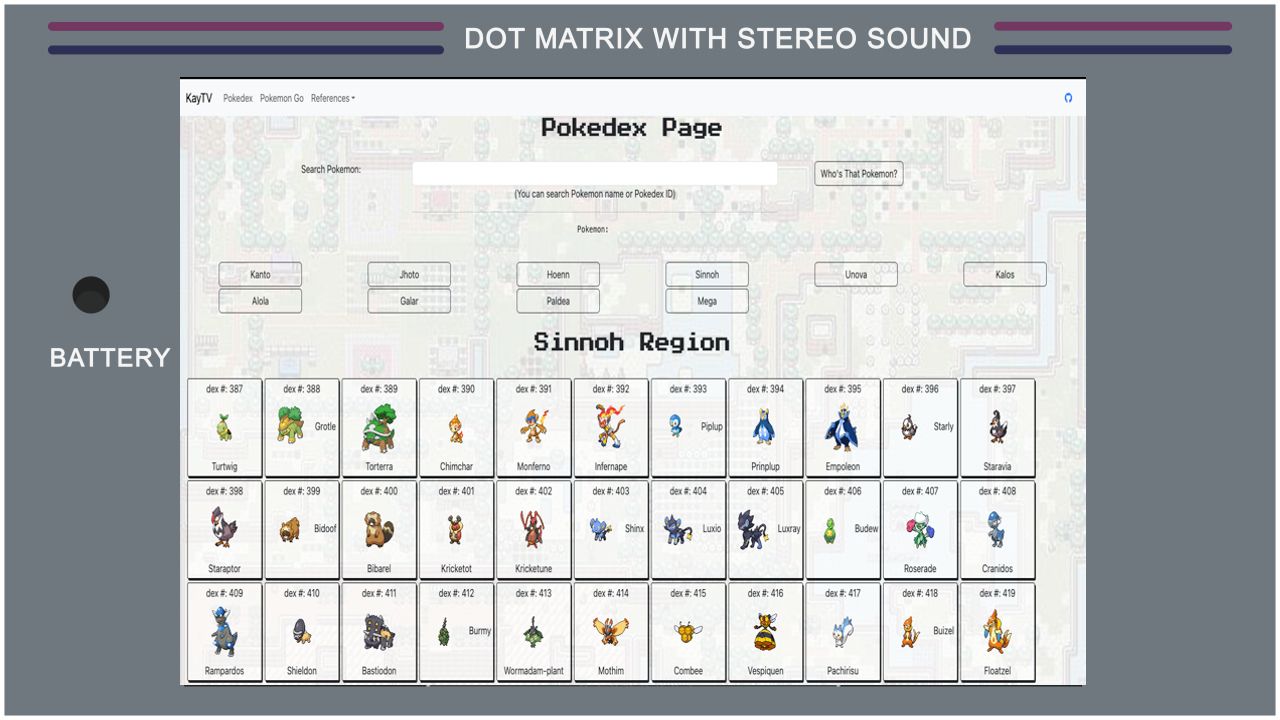 DOT MATRIX WITH STEREO SOUND
KayTV Pokedex Pokemon Go References
Pokedex Page
Search Pokemon: Who's That Pokemon?
(You can search Pokemon name or Pokedex ID)
Pokemon:
Kanto Jhoto Hoenn Sinnoh Unova Kalos
Alola Galar Paldea Mega
Sinnoh Region
BATTERY
dex #: 387 dex #: 388 dex #: 389 dex #: 390 dex #: 391 dex #: 392 dex #: 393 dex #: 394 dex #: 395 dex #: 396 dex #: 397
Grotle Piplup Starly
Turtwig Torterra Chimchar Monferno Infernape Prinplup Empoleon Staravia
dex #: 398 dex #: 399 dex #: 400 dex #: 401 dex #: 402 dex #: 403 dex #: 404 dex #: 405 dex #: 406 dex #: 407 dex #: 408
Bidoof Shinx Luxio Luxray Budew
Staraptor Bibarel Kricketot Kricketune Roserade Cranidos
dex #: 409 dex #: 410 dex #: 411 dex #: 412 dex #: 413 dex #: 414 dex #: 415 dex #: 416 dex #: 417 dex #: 418 dex #: 419
Burmy Buizel
Rampardos Shieldon Bastiodon Wormadam-plant Mothim Combee Vespiquen Pachirisu Floatzel